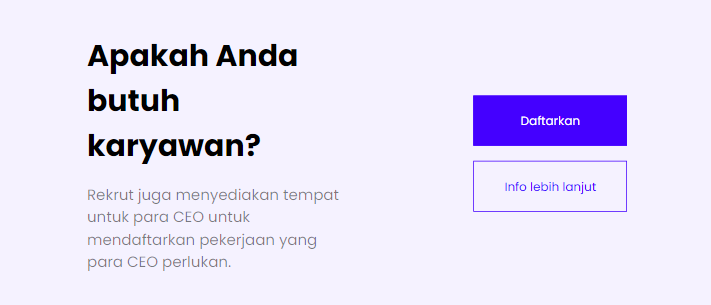 Apakah Anda
butuh
karyawan?
Rekrut juga menyediakan tempat
untuk para CEO untuk
mendaftarkan pekerjaan yang
para CEO perlukan.
Daftarkan
Info lebih lanjut